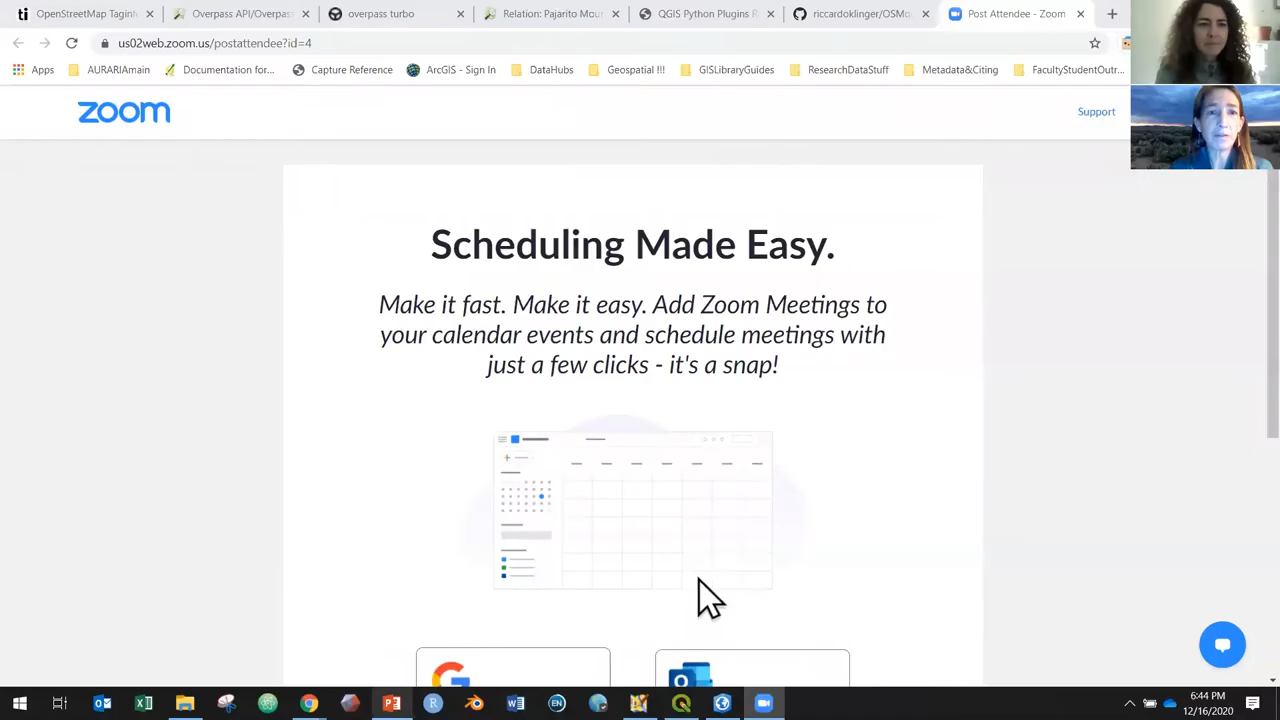 OpenStreetMap Taginf
Overpass API/Overpas
overpass turbo
Relation: Pajarito Mou
QGIS Python Plugins R
riccardoklinger/OSMo
Post Attendee - Zoom
us02web.zoom.us/postattendee?id=4
Apps
AURARIAmain
Documentation for...
Capture Reference
ArcGIS - Sign In
DataHubs
Geospatial !!!
GISLibraryGuides
ResearchDataStuff
Metadata&Citing
FacultyStudentOutr...
zoom
Support
Scheduling Made Easy.
Make it fast. Make it easy. Add Zoom Meetings to
your calendar events and schedule meetings with
just a few clicks - it's a snap!
6:44 PM
12/16/2020